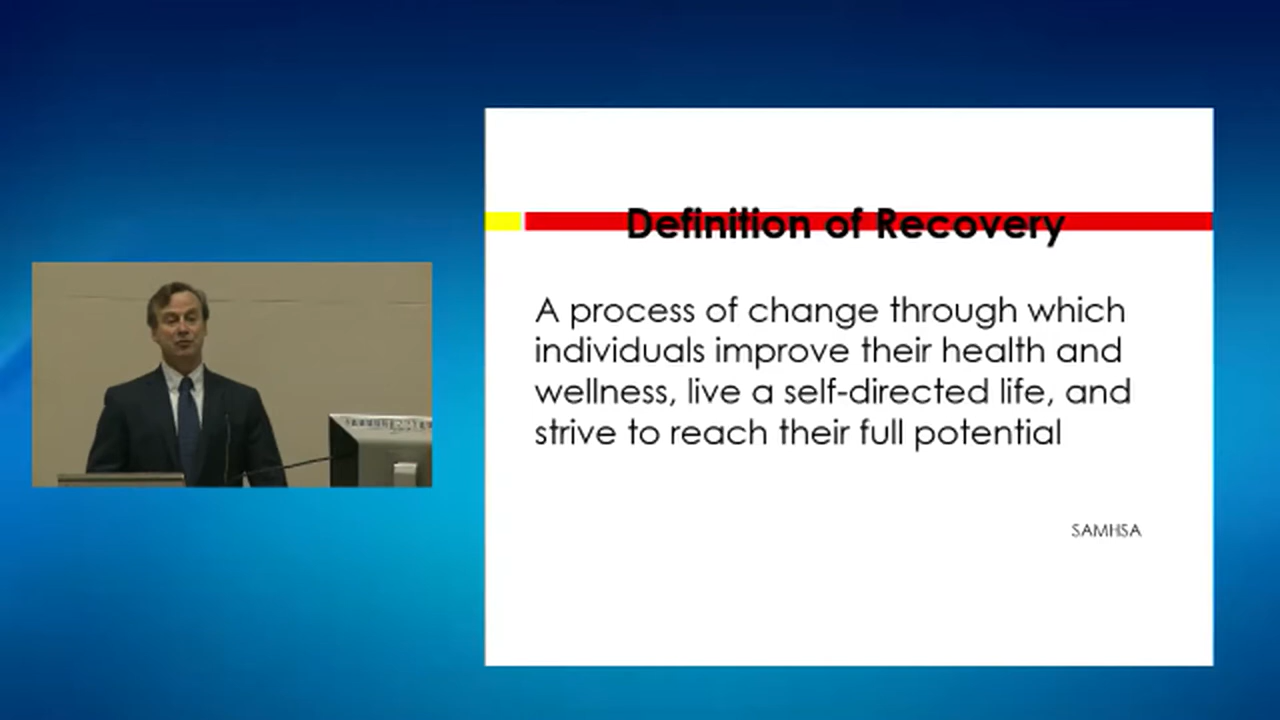 Definition of Recovery
A process of change through which
individuals improve their health and
wellness, live a self-directed life, and
strive to reach their full potential
SAMHSA